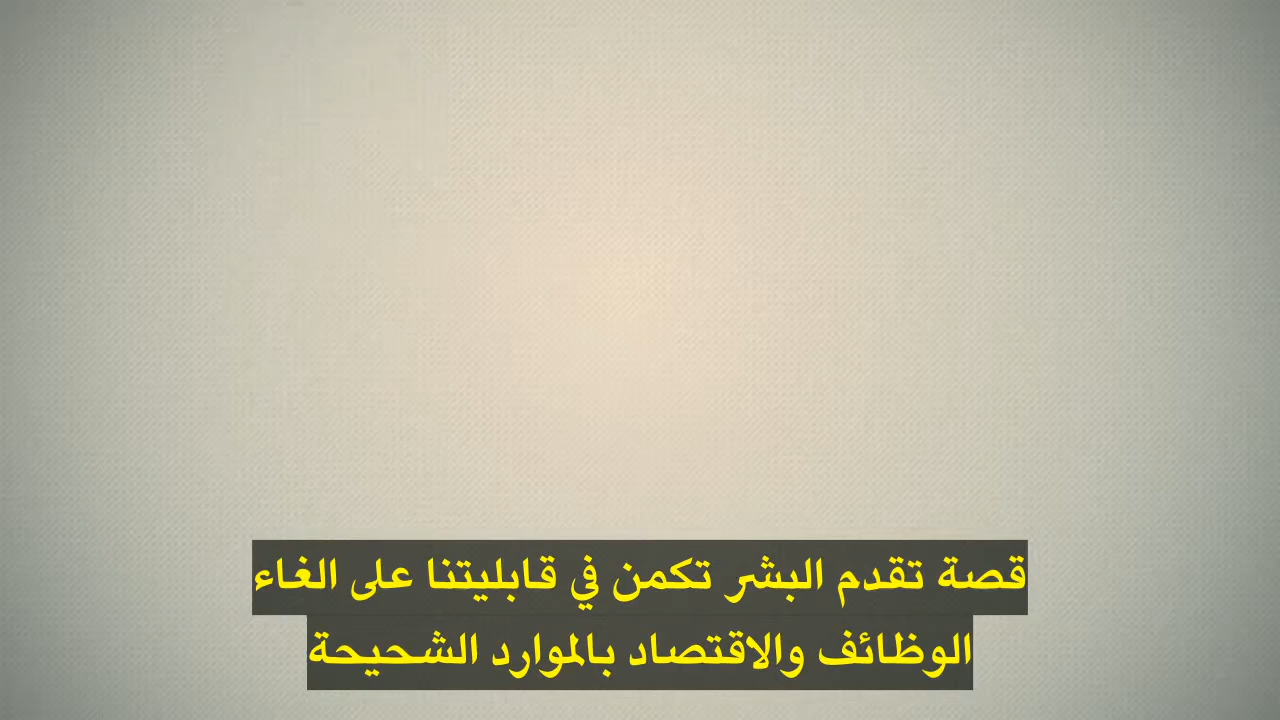 قصة تقدم البشر تكمن في قابليتنا على الغاء
الوظائف والاقتصاد بالموارد الشحيحة